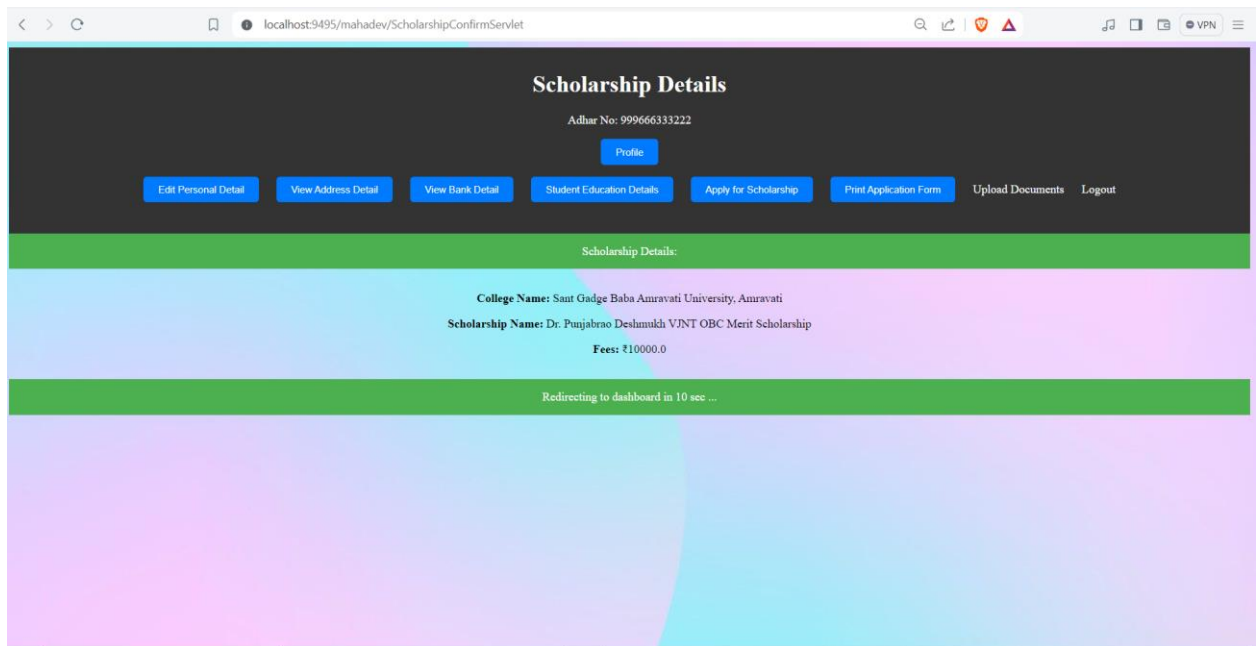 localhost:9495/mahadev/ScholarshipConfirmServlet
VPN
Scholarship Details
Adhar No: 999666333222
Profile
Edit Personal Detail View Address Detail View Bank Detail Student Education Details Apply for Scholarship Print Application Form Upload Documents Logout
Scholarship Details:
College Name: Sant Gadge Baba Amravati University, Amravati
Scholarship Name: Dr. Punjabrao Deshmukh VJNT OBC Merit Scholarship
Fees: ₹10000.0
Redirecting to dashboard in 10 sec ...